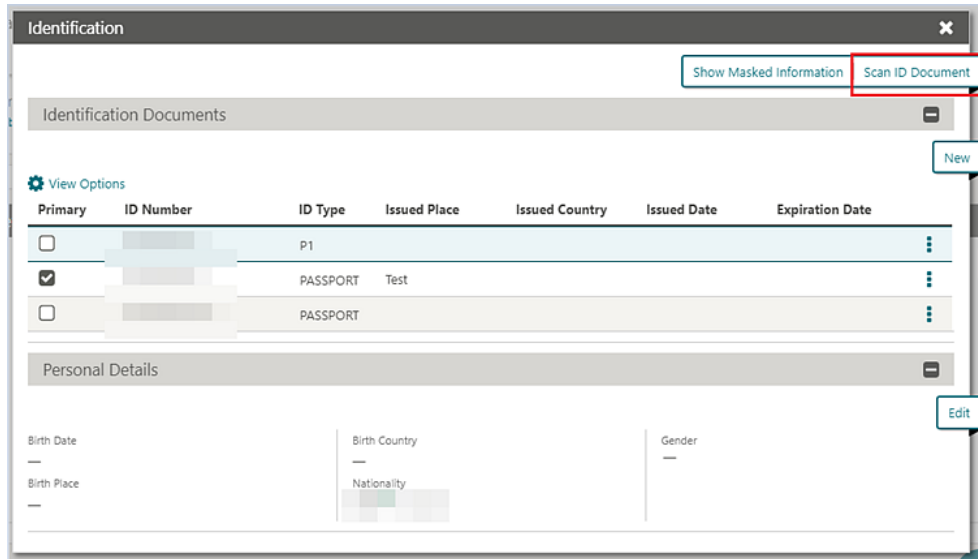 Identification
Show Masked Information Scan ID Document
Identification Documents
New
View Options
Primary ID Number ID Type Issued Place Issued Country Issued Date Expiration Date
P1
PASSPORT Test
PASSPORT
Personal Details
Edit
Birth Date Birth Country Gender
— — —
Birth Place Nationality
—